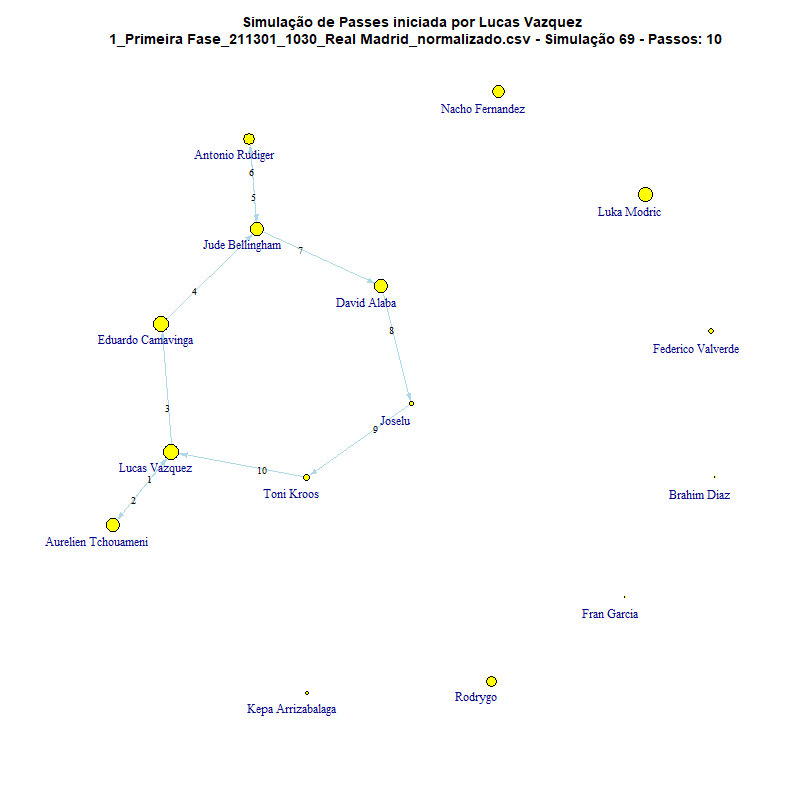 Simulação de Passes iniciada por Lucas Vazquez
1_Primeira Fase_211301_1030_Real Madrid_normalizado.csv - Simulação 69 - Passos: 10
Nacho Fernandez
Antonio Rudiger
6
5
Luka Modric
Jude Bellingham
7
4
David Alaba
8
Eduardo Camavinga
Federico Valverde
3
Joselu
9
Lucas Vazquez
10
1
Toni Kroos
Brahim Diaz
2
Aurelien Tchouameni
Fran Garcia
Rodrygo
Kepa Arrizabalaga